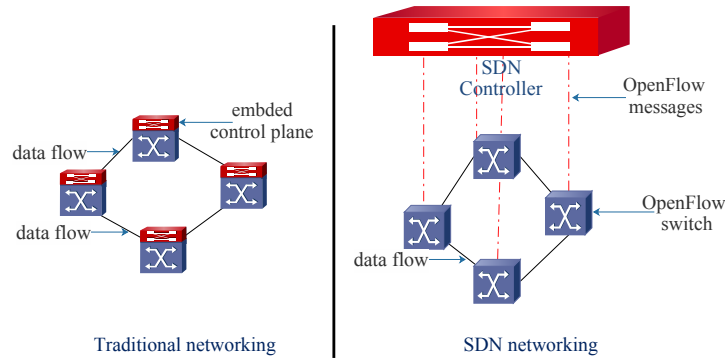 embded
control plane
data flow
data flow
Traditional networking
SDN
Controller
OpenFlow
messages
OpenFlow
switch
data flow
SDN networking